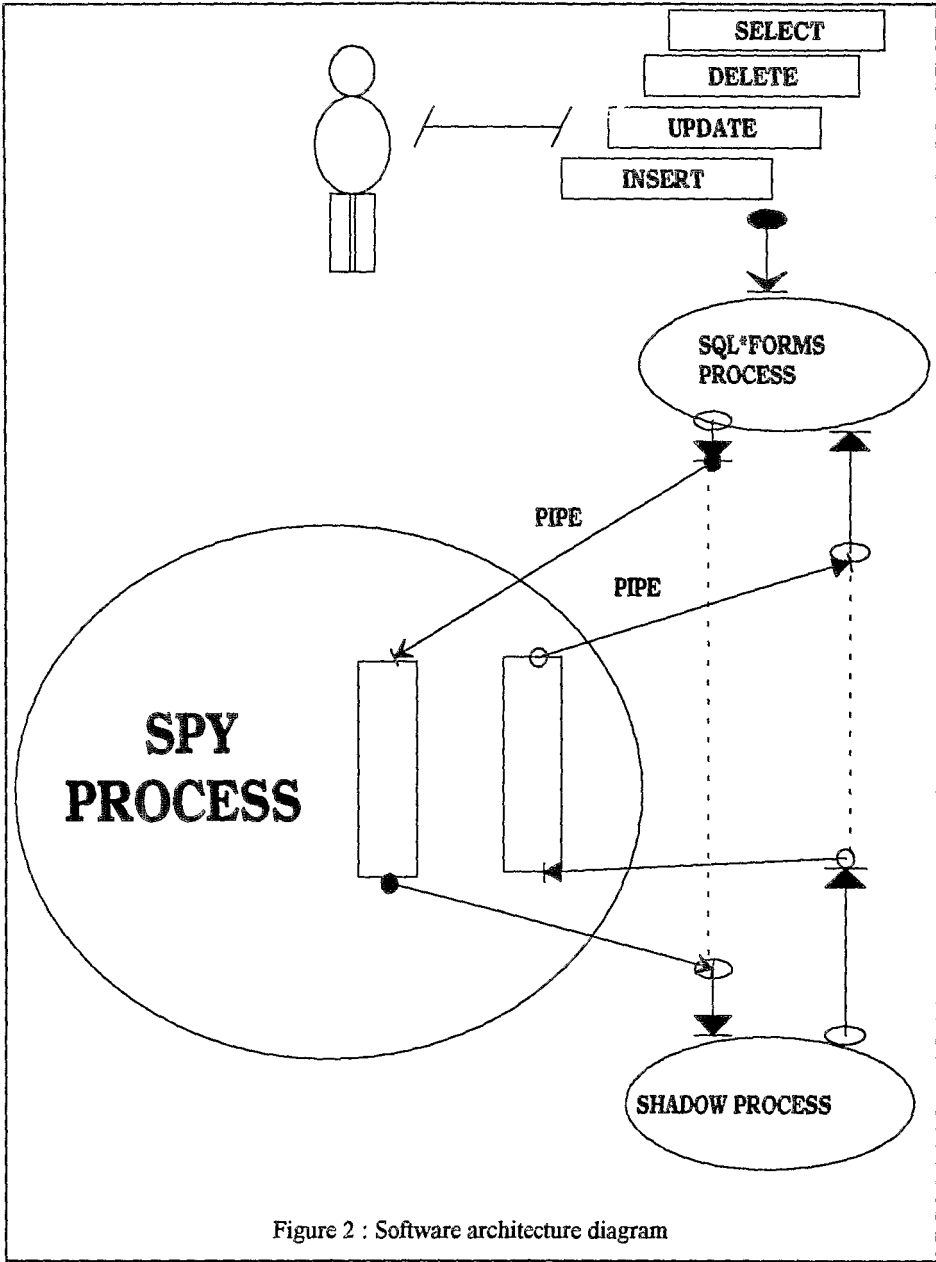 SELECT
DELETE
UPDATE
INSERT
SQL*FORMS
PROCESS
PIPE
PIPE
SPY
PROCESS
SHADOW PROCESS
Figure 2 : Software architecture diagram